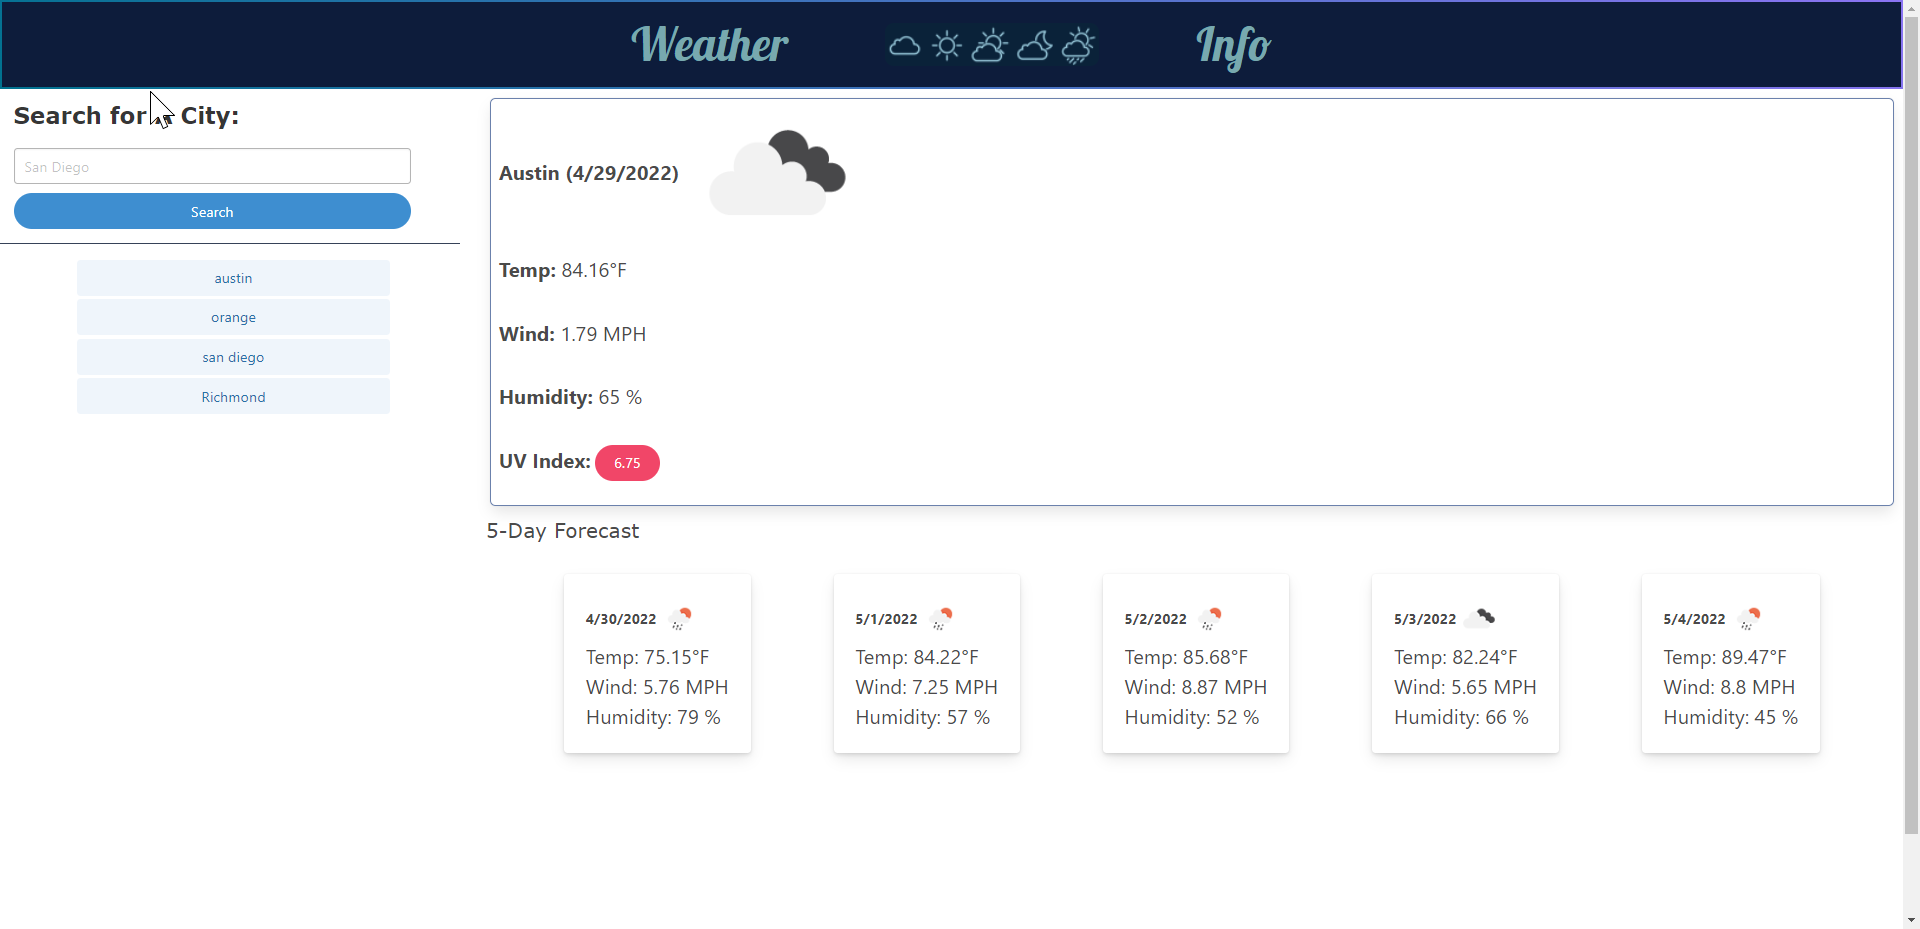 Weather Info
Search for City:
San Diego
Search
austin
orange
san diego
Richmond
Austin (4/29/2022)
Temp: 84.16°F
Wind: 1.79 MPH
Humidity: 65 %
UV Index: 6.75
5-Day Forecast
4/30/2022
Temp: 75.15°F
Wind: 5.76 MPH
Humidity: 79 %
5/1/2022
Temp: 84.22°F
Wind: 7.25 MPH
Humidity: 57 %
5/2/2022
Temp: 85.68°F
Wind: 8.87 MPH
Humidity: 52 %
5/3/2022
Temp: 82.24°F
Wind: 5.65 MPH
Humidity: 66 %
5/4/2022
Temp: 89.47°F
Wind: 8.8 MPH
Humidity: 45 %